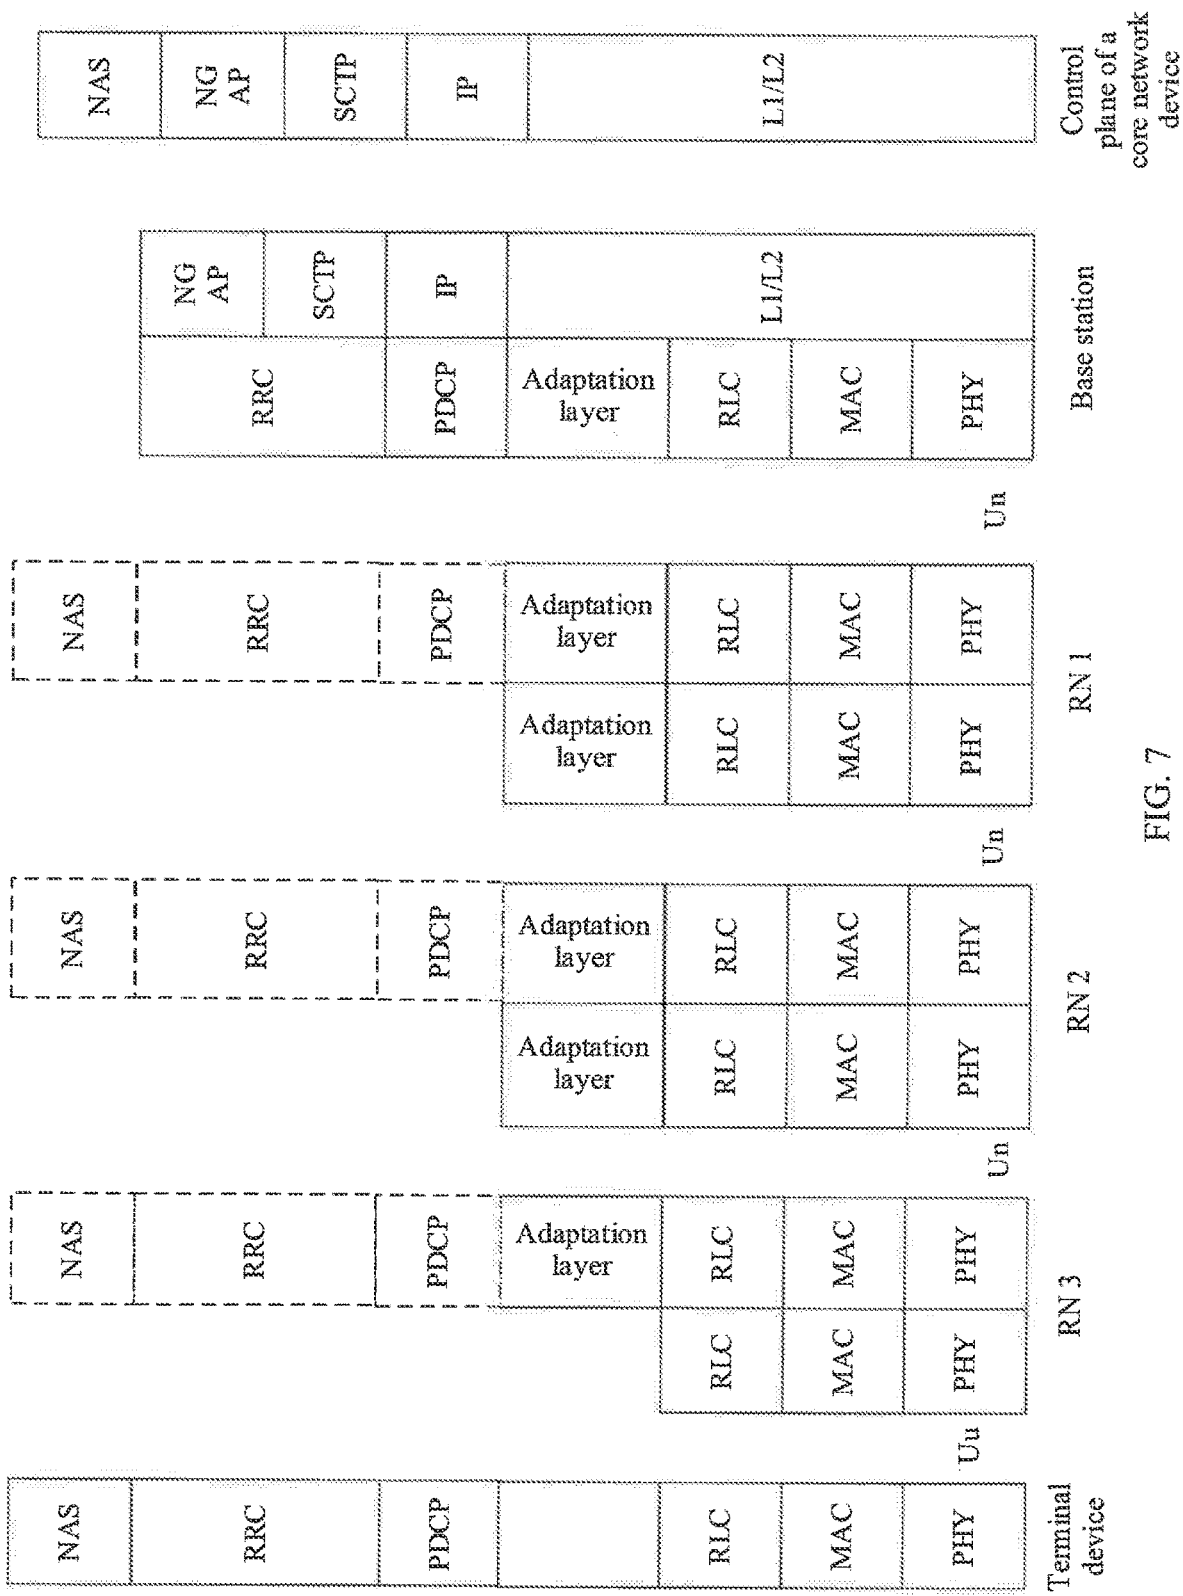 NAS
RRC
PDCP
RLC
MAC
PHY
Terminal
device
Uu
NAS
RRC
PDCP
Adaptation
layer
RLC
RLC
MAC
MAC
PHY
PHY
RN 3
Un
NAS
RRC
PDCP
Adaptation
layer
Adaptation
layer
RLC
RLC
MAC
MAC
PHY
PHY
RN 2
Un
NAS
RRC
PDCP
Adaptation
layer
Adaptation
layer
RLC
RLC
MAC
MAC
PHY
PHY
RN 1
Un
RRC
NG
AP
SCTP
PDCP
IP
Adaptation
layer
L1/L2
RLC
MAC
PHY
Base station
NAS
NG
AP
SCTP
IP
L1/L2
Control
plane of a
core network
device
FIG. 7